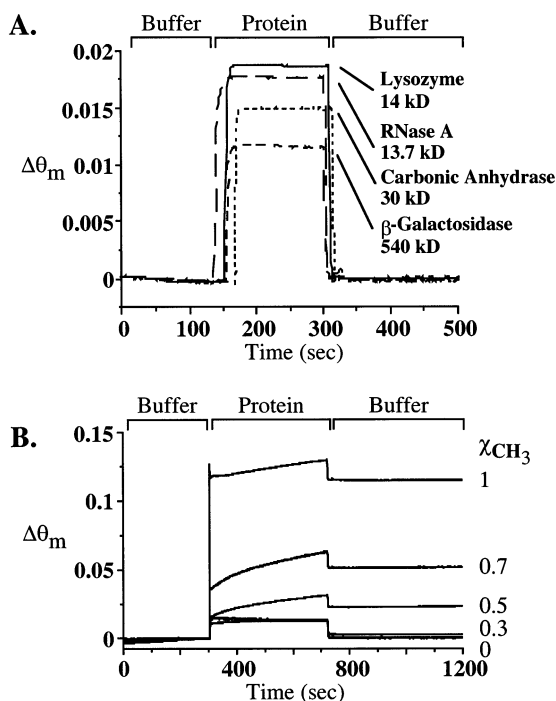 A.
Buffer Protein Buffer
0.02
0.015
0.01
0.005
0
Δθm
Lysozyme
14 kD
RNase A
13.7 kD
Carbonic Anhydrase
30 kD
β-Galactosidase
540 kD
0 100 200 300 400 500
Time (sec)
B.
Buffer Protein Buffer
0.15
0.1
0.05
0
Δθm
χCH3
1
0.7
0.5
0.3
0
0 400 800 1200
Time (sec)